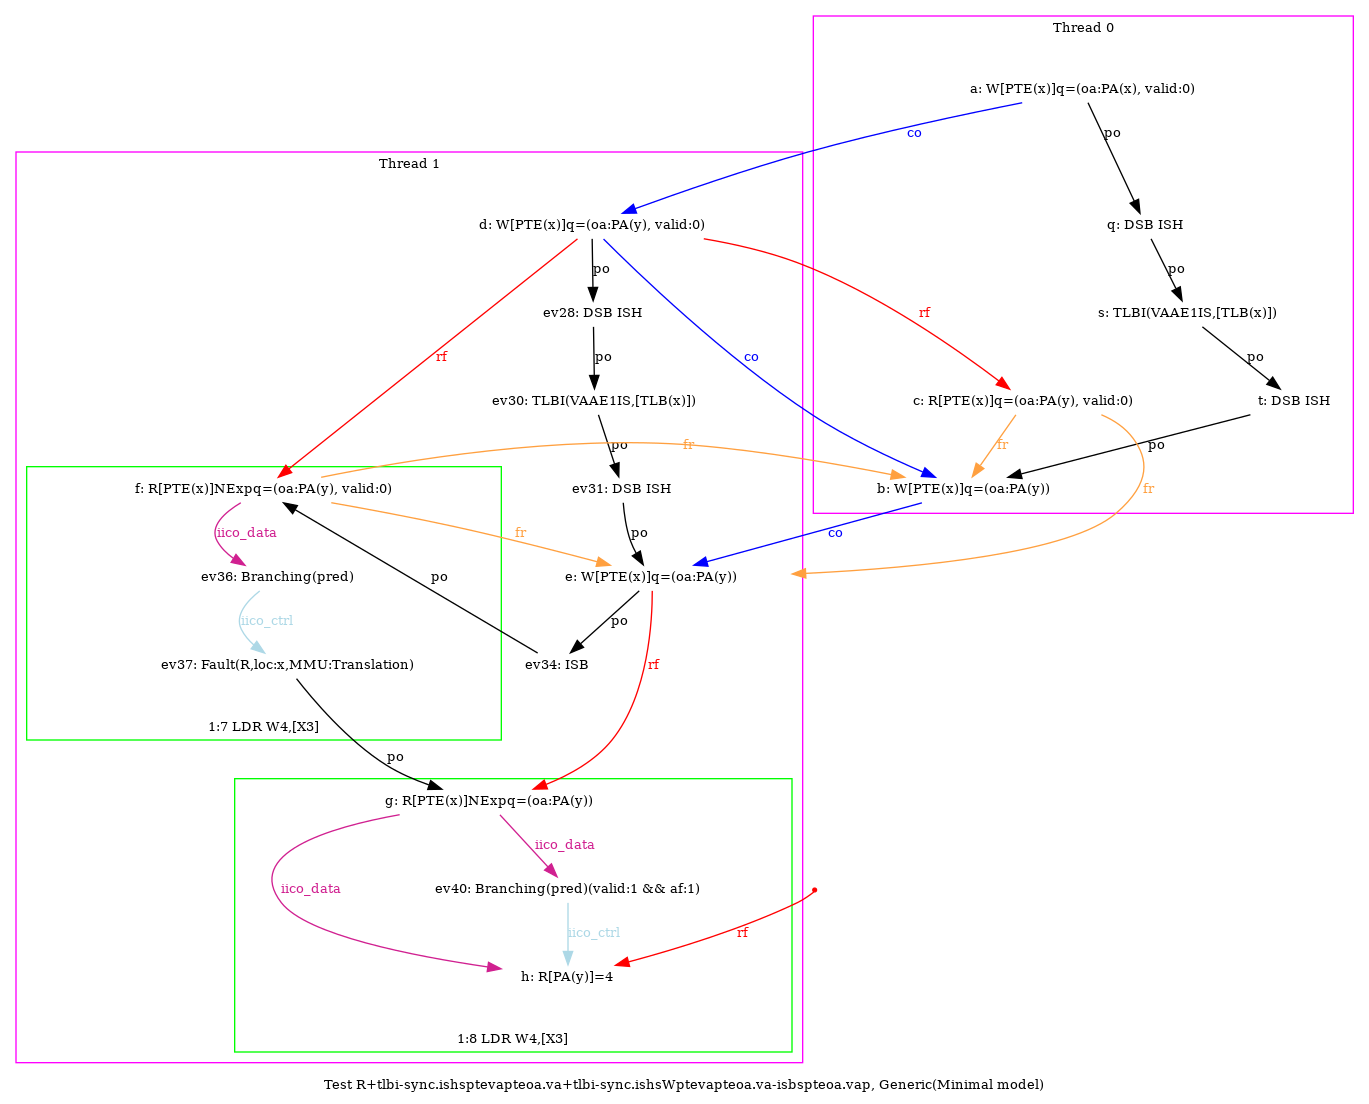 Thread 0
a: W[PTE(x)]q=(oa:PA(x), valid:0)
co
po
Thread 1
d: W[PTE(x)]q=(oa:PA(y), valid:0)
q: DSB ISH
po
po
ev28: DSB ISH
s: TLBI(VAAE1IS,[TLB(x)])
rf
rf
po
co
po
ev30: TLBI(VAAE1IS,[TLB(x)])
c: R[PTE(x)]q=(oa:PA(y), valid:0)
t: DSB ISH
po
fr
fr
po
f: R[PTE(x)]NExpq=(oa:PA(y), valid:0)
ev31: DSB ISH
b: W[PTE(x)]q=(oa:PA(y))
fr
iico_data
fr
po
co
ev36: Branching(pred)
po
e: W[PTE(x)]q=(oa:PA(y))
iico_ctrl
po
ev37: Fault(R,loc:x,MMU:Translation)
ev34: ISB
rf
1:7 LDR W4,[X3]
po
g: R[PTE(x)]NExpq=(oa:PA(y))
iico_data
iico_data
ev40: Branching(pred)(valid:1 && af:1)
iico_ctrl
rf
h: R[PA(y)]=4
1:8 LDR W4,[X3]
Test R+tlbi-sync.ishsptevapteoa.va+tlbi-sync.ishsWptevapteoa.va-isbspteoa.vap, Generic(Minimal model)